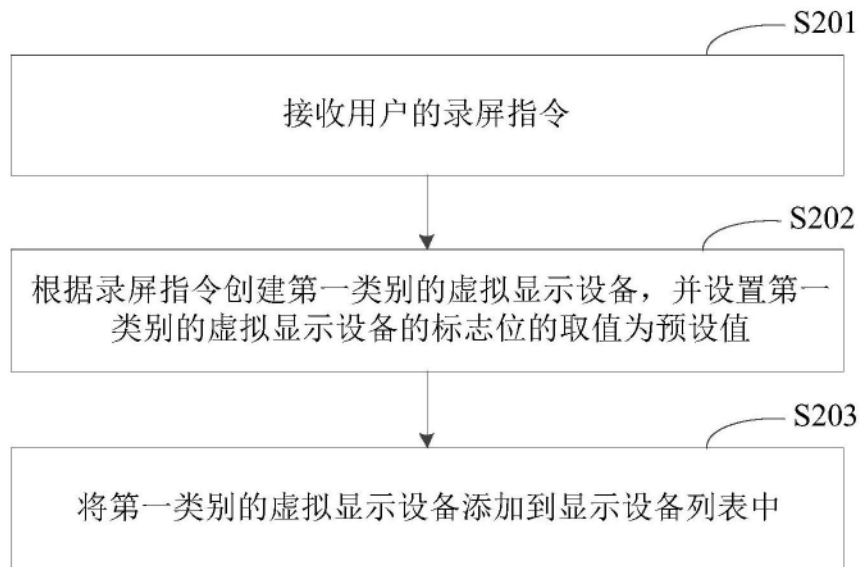 S201
接收用户的录屏指令
S202
根据录屏指令创建第一类别的虚拟显示设备，并设置第一
类别的虚拟显示设备的标志位的取值为预设值
S203
将第一类别的虚拟显示设备添加到显示设备列表中